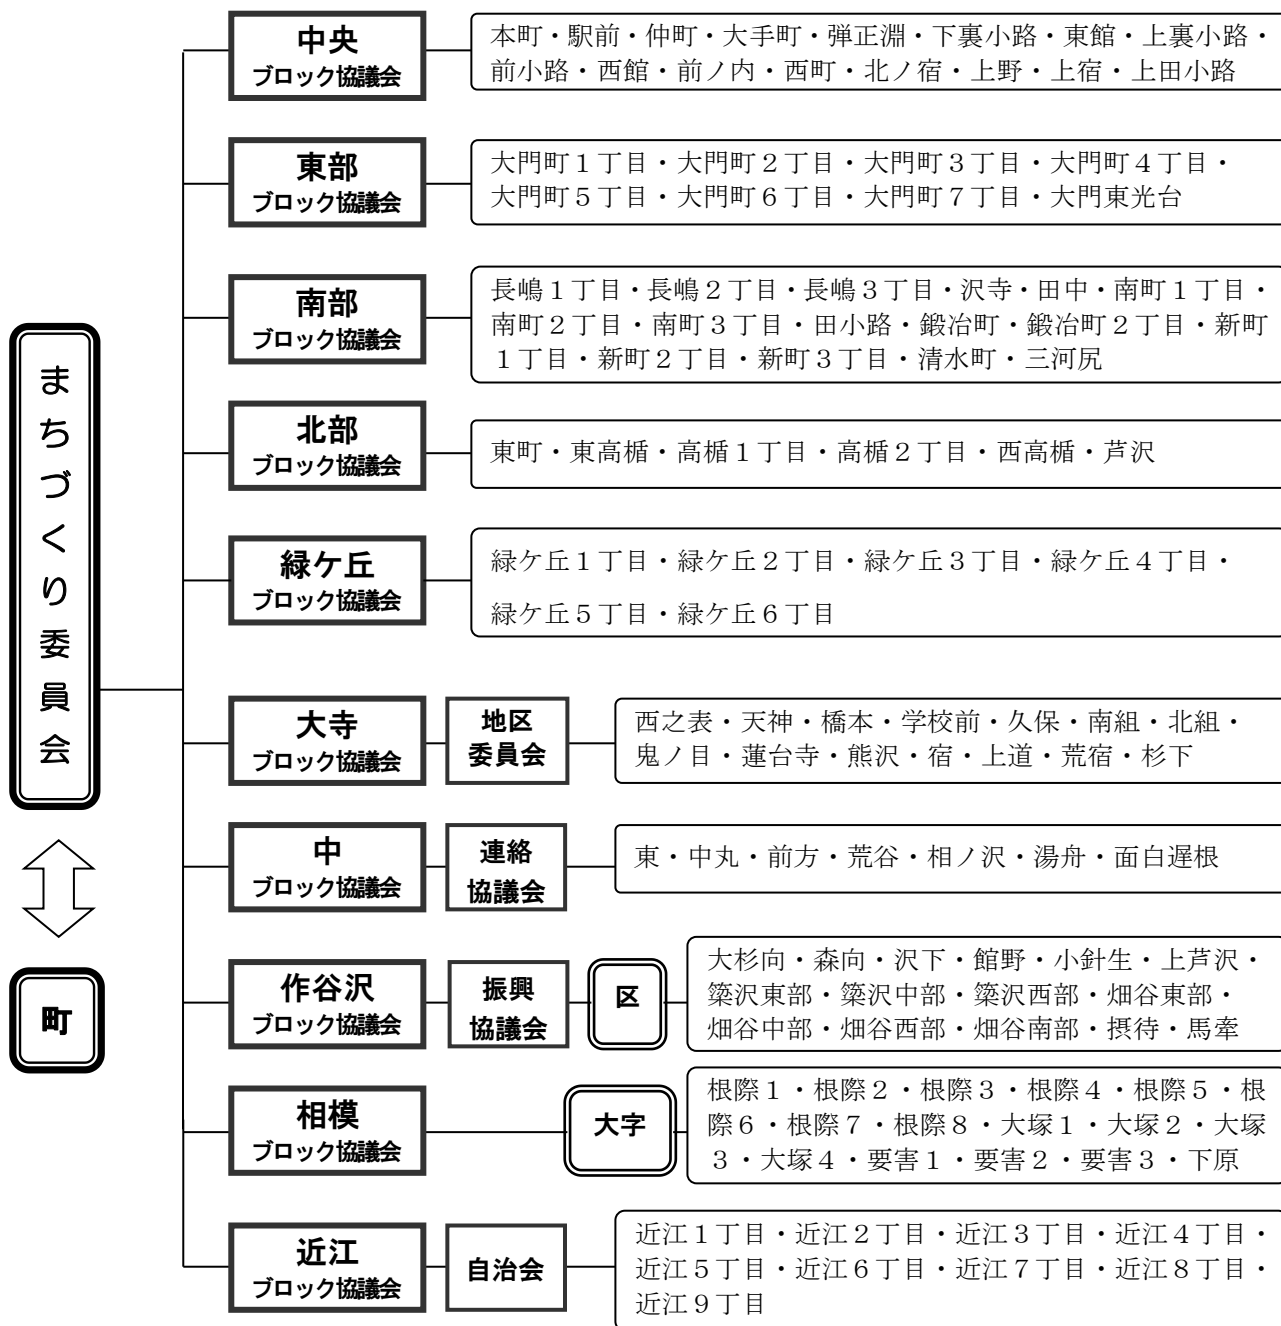 まちづくり委員会
町
中央
ブロック協議会
本町・駅前・仲町・大手町・弾正淵・下裏小路・東館・上裏小路・
前小路・西館・前ノ内・西町・北ノ宿・上野・上宿・上田小路
東部
ブロック協議会
大門町１丁目・大門町２丁目・大門町３丁目・大門町４丁目・
大門町５丁目・大門町６丁目・大門町７丁目・大門東光台
南部
ブロック協議会
長嶋１丁目・長嶋２丁目・長嶋３丁目・沢寺・田中・南町１丁目・
南町２丁目・南町３丁目・田小路・鍛冶町・鍛冶町２丁目・新町
１丁目・新町２丁目・新町３丁目・清水町・三河尻
北部
ブロック協議会
東町・東高楯・高楯１丁目・高楯２丁目・西高楯・芦沢
緑ケ丘
ブロック協議会
緑ケ丘１丁目・緑ケ丘２丁目・緑ケ丘３丁目・緑ケ丘４丁目・
緑ケ丘５丁目・緑ケ丘６丁目
大寺
ブロック協議会
地区
委員会
西之表・天神・橋本・学校前・久保・南組・北組・
鬼ノ目・蓮台寺・熊沢・宿・上道・荒宿・杉下
中
ブロック協議会
連絡
協議会
東・中丸・前方・荒谷・相ノ沢・湯舟・面白遅根
作谷沢
ブロック協議会
振興
協議会
区
大杉向・森向・沢下・館野・小針生・上芦沢・
簗沢東部・簗沢中部・簗沢西部・畑谷東部・
畑谷中部・畑谷西部・畑谷南部・摂待・馬牽
相模
ブロック協議会
大字
根際１・根際２・根際３・根際４・根際５・根
際６・根際７・根際８・大塚１・大塚２・大塚
３・大塚４・要害１・要害２・要害３・下原
近江
ブロック協議会
自治会
近江１丁目・近江２丁目・近江３丁目・近江４丁目・
近江５丁目・近江６丁目・近江７丁目・近江８丁目・
近江９丁目